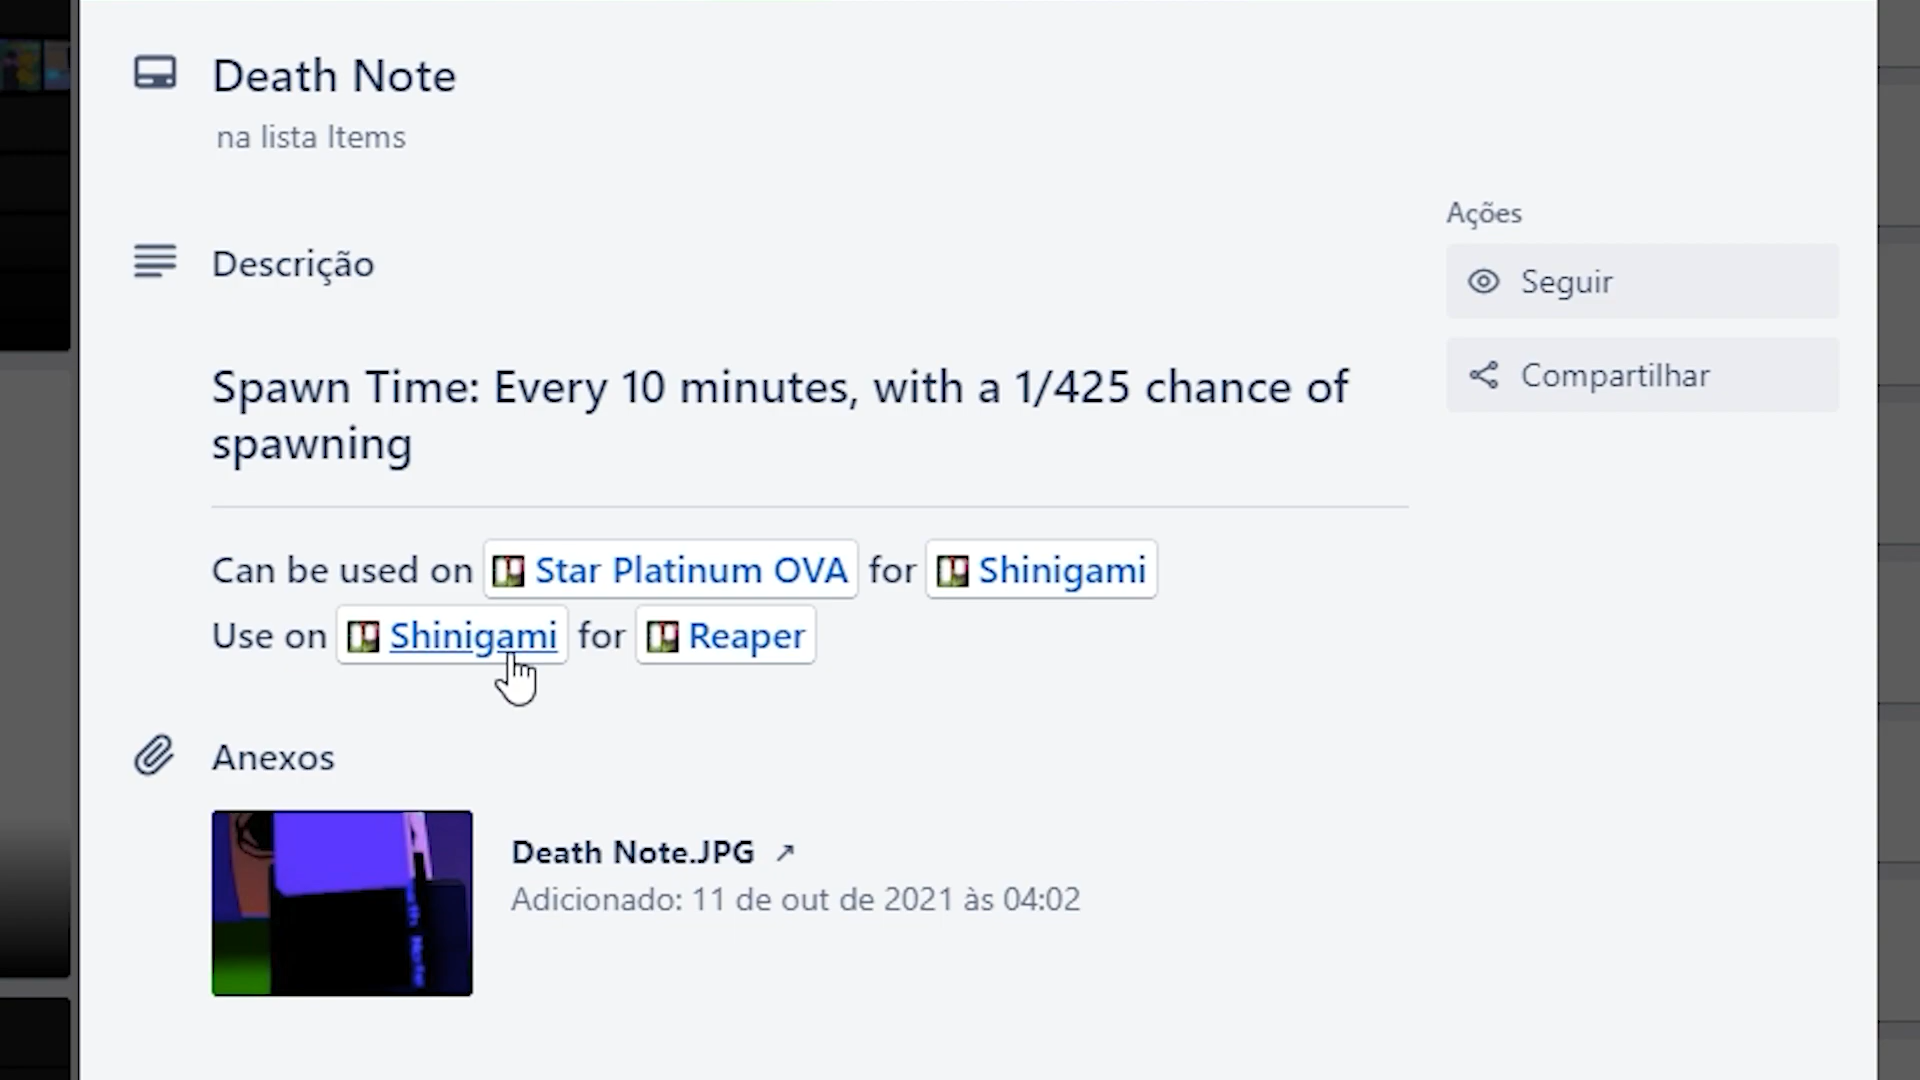 Death Note
na lista Items
Ações
Descrição
Seguir
Spawn Time: Every 10 minutes, with a 1/425 chance of
spawning
Compartilhar
Can be used on Star Platinum OVA for Shinigami
Use on Shinigami for Reaper
Anexos
Death Note.JPG
Adicionado: 11 de out de 2021 às 04:02